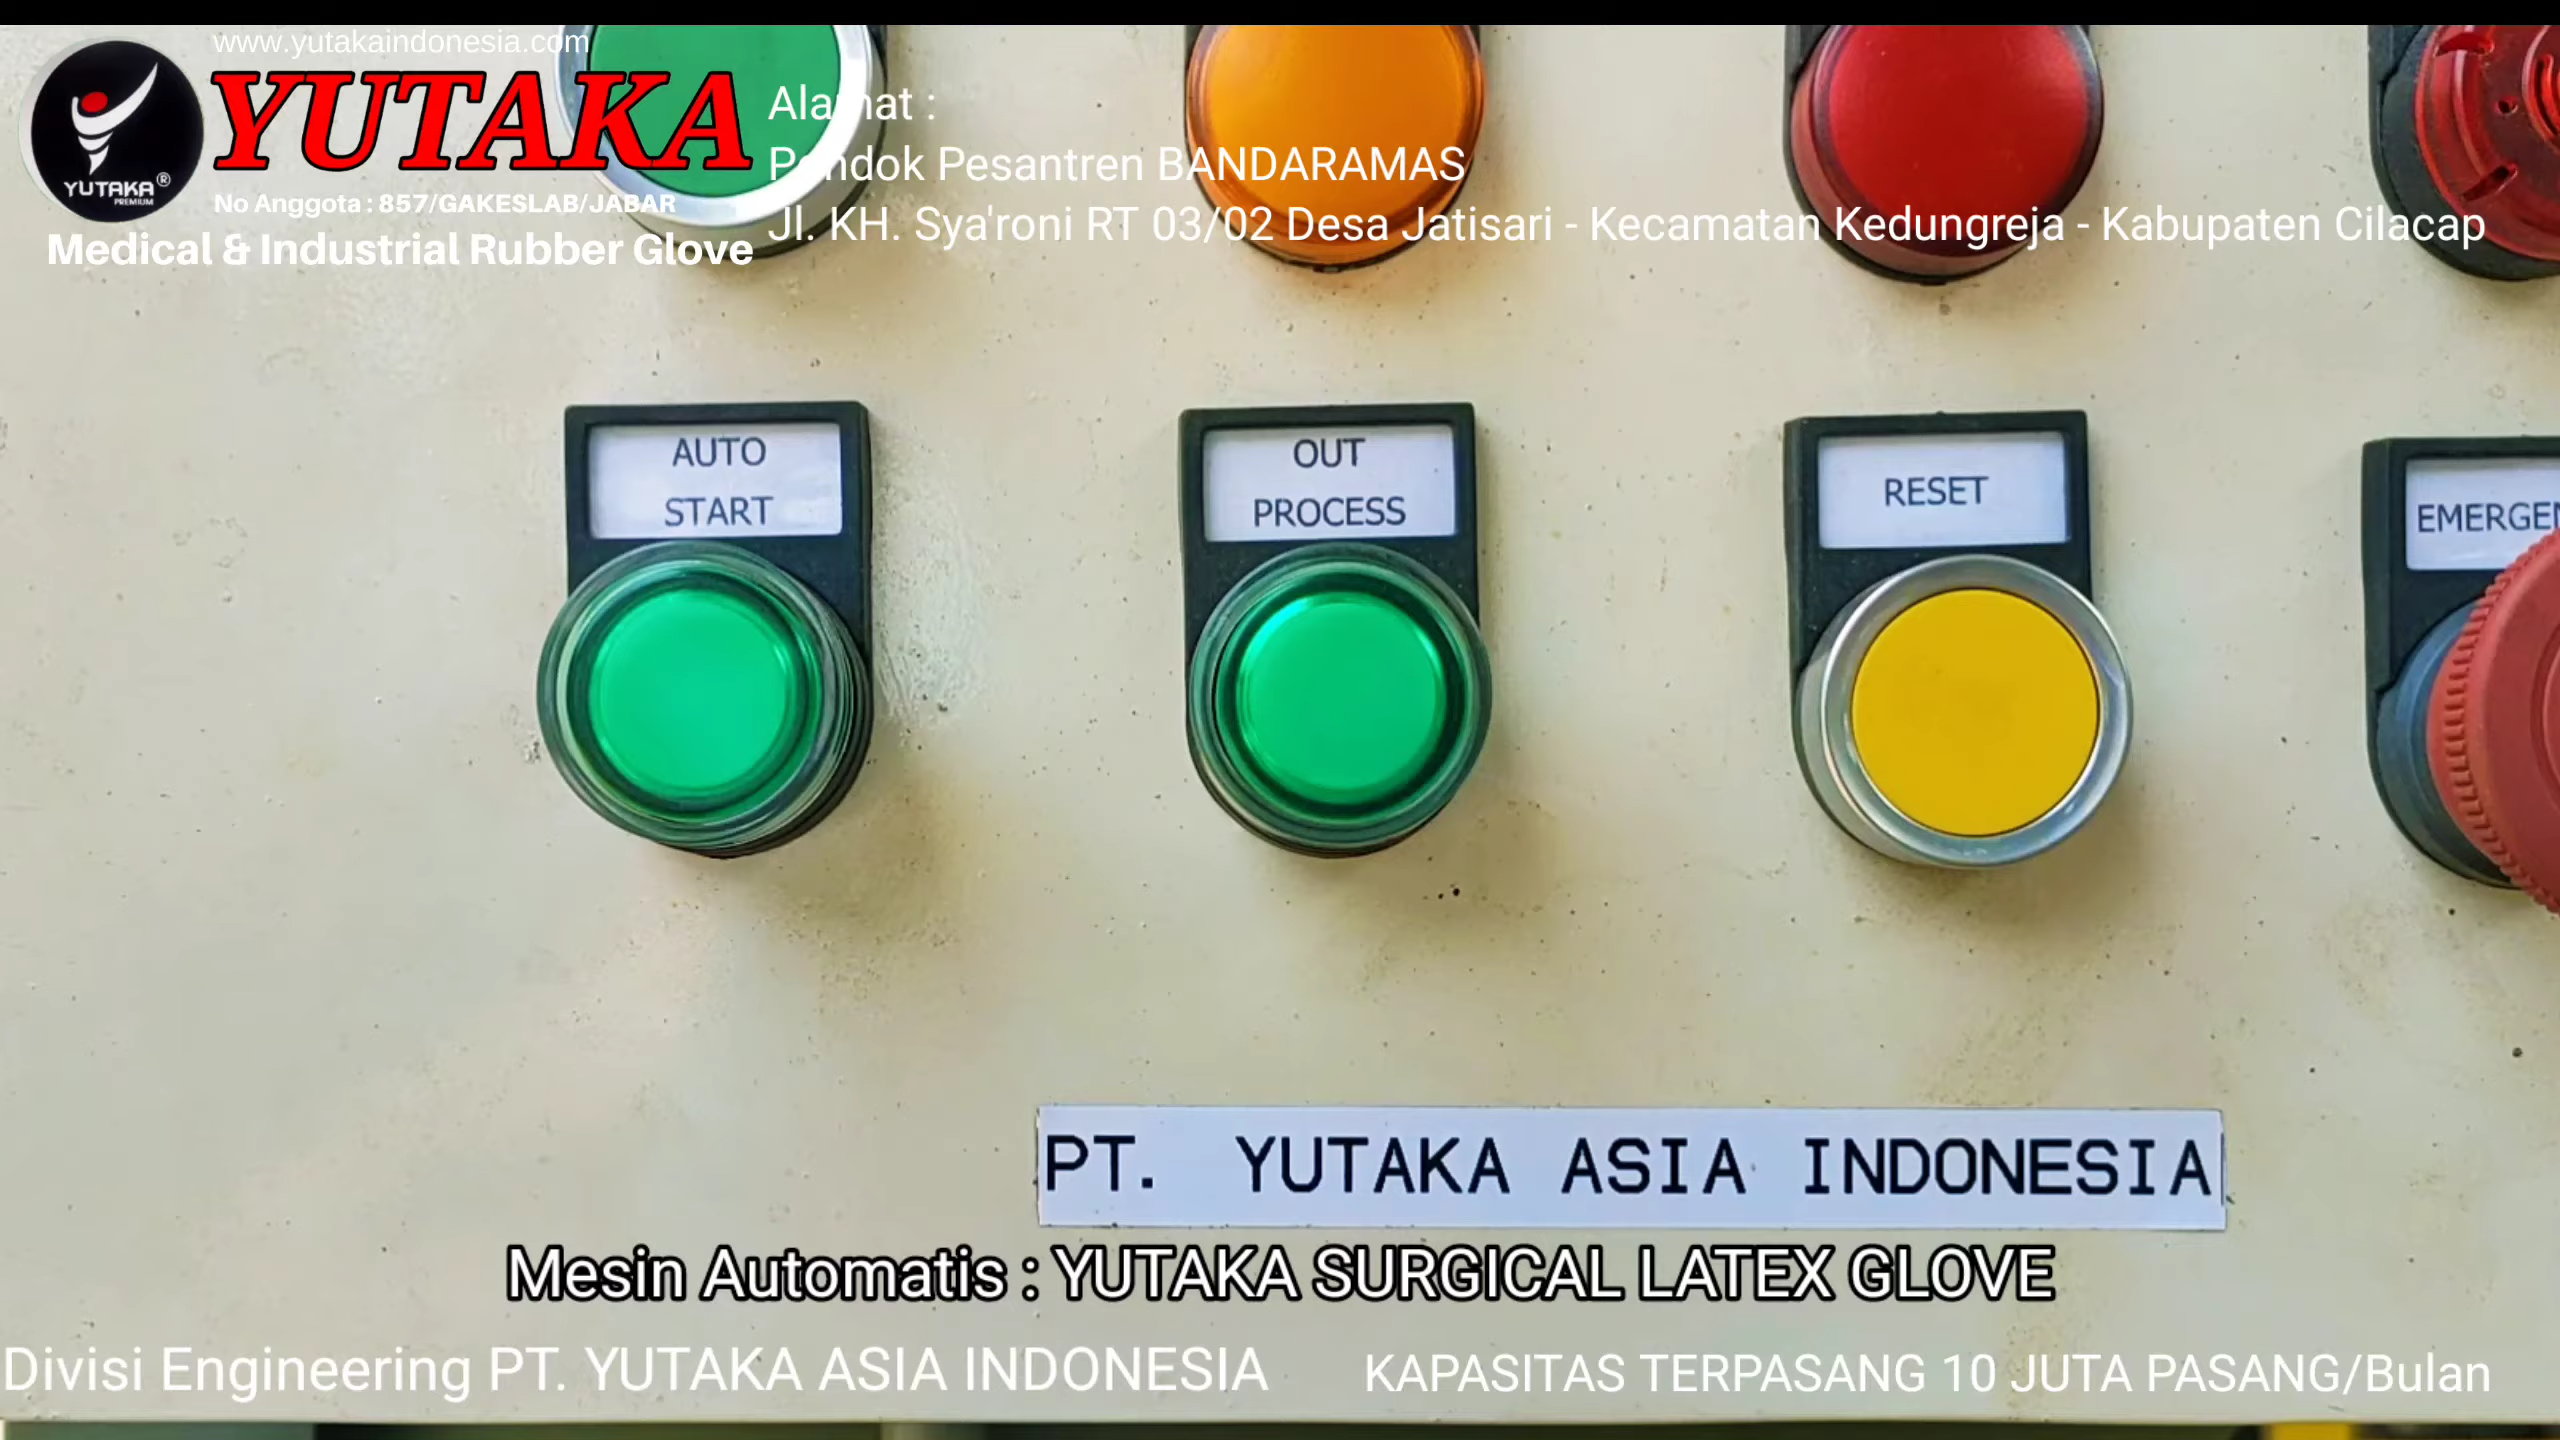 www.yutakaindonesia.com
YUTAKA
YUTAKA®
PREMIUM
No Anggota : 857/GAKESLAB/JABAR
Medical & Industrial Rubber Glove
Alamat :
Pondok Pesantren BANDARAMAS
Jl. KH. Sya'roni RT 03/02 Desa Jatisari - Kecamatan Kedungreja - Kabupaten Cilacap
AUTO
START
OUT
PROCESS
RESET
PT. YUTAKA ASIA INDONESIA
Mesin Automatis : YUTAKA SURGICAL LATEX GLOVE
Divisi Engineering PT. YUTAKA ASIA INDONESIA
KAPASITAS TERPASANG 10 JUTA PASANG/Bulan